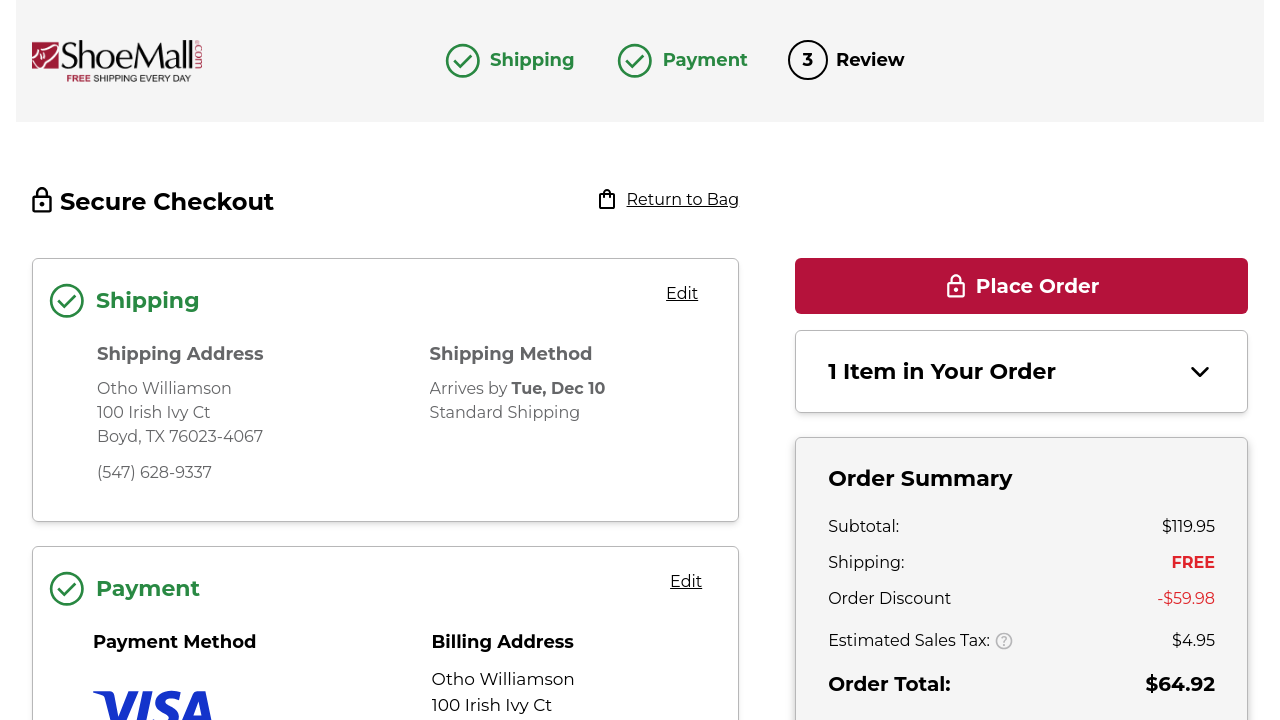 ShoeMall
.com
FREE SHIPPING EVERY DAY
Shipping
Payment
3 Review
Secure Checkout
Return to Bag
Shipping
Edit
Shipping Address
Otho Williamson
100 Irish Ivy Ct
Boyd, TX 76023-4067
(547) 628-9337
Shipping Method
Arrives by Tue, Dec 10
Standard Shipping
Payment
Edit
Payment Method
VISA
Billing Address
Otho Williamson
100 Irish Ivy Ct
Place Order
1 Item in Your Order
Order Summary
Subtotal: $119.95
Shipping: FREE
Order Discount -$59.98
Estimated Sales Tax: ? $4.95
Order Total: $64.92